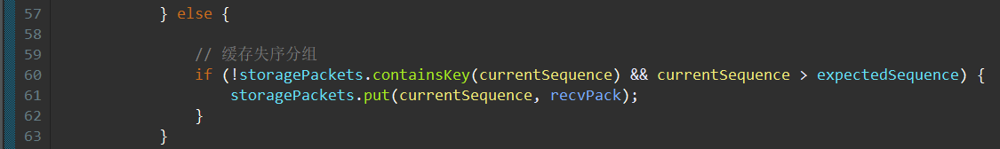 57 } else {
58
59 // 缓存失序分组
60 if (!storagePackets.containsKey(currentSequence) && currentSequence > expectedSequence) {
61 storagePackets.put(currentSequence, recvPack);
62 }
63 }